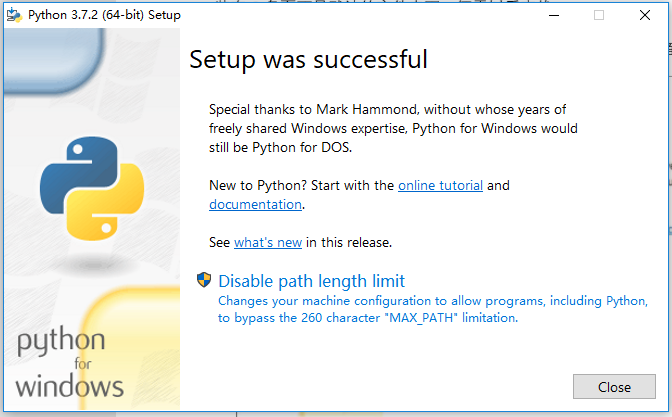 Python 3.7.2 (64-bit) Setup
Setup was successful
Special thanks to Mark Hammond, without whose years of
freely shared Windows expertise, Python for Windows would
still be Python for DOS.
New to Python? Start with the online tutorial and
documentation.
See what's new in this release.
Disable path length limit
Changes your machine configuration to allow programs, including Python,
to bypass the 260 character "MAX_PATH" limitation.
python
for
windows
Close